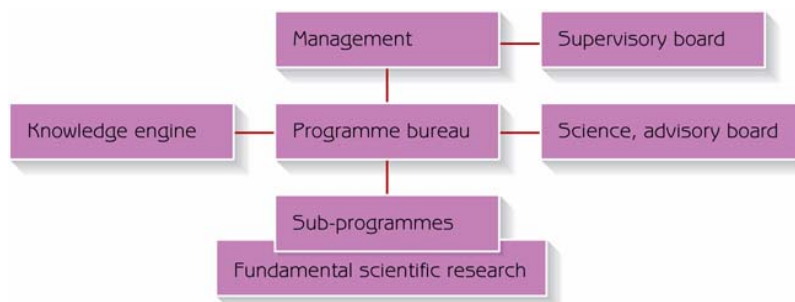 Management
Supervisory board
Knowledge engine
Programme bureau
Science, advisory board
Sub-programmes
Fundamental scientific research